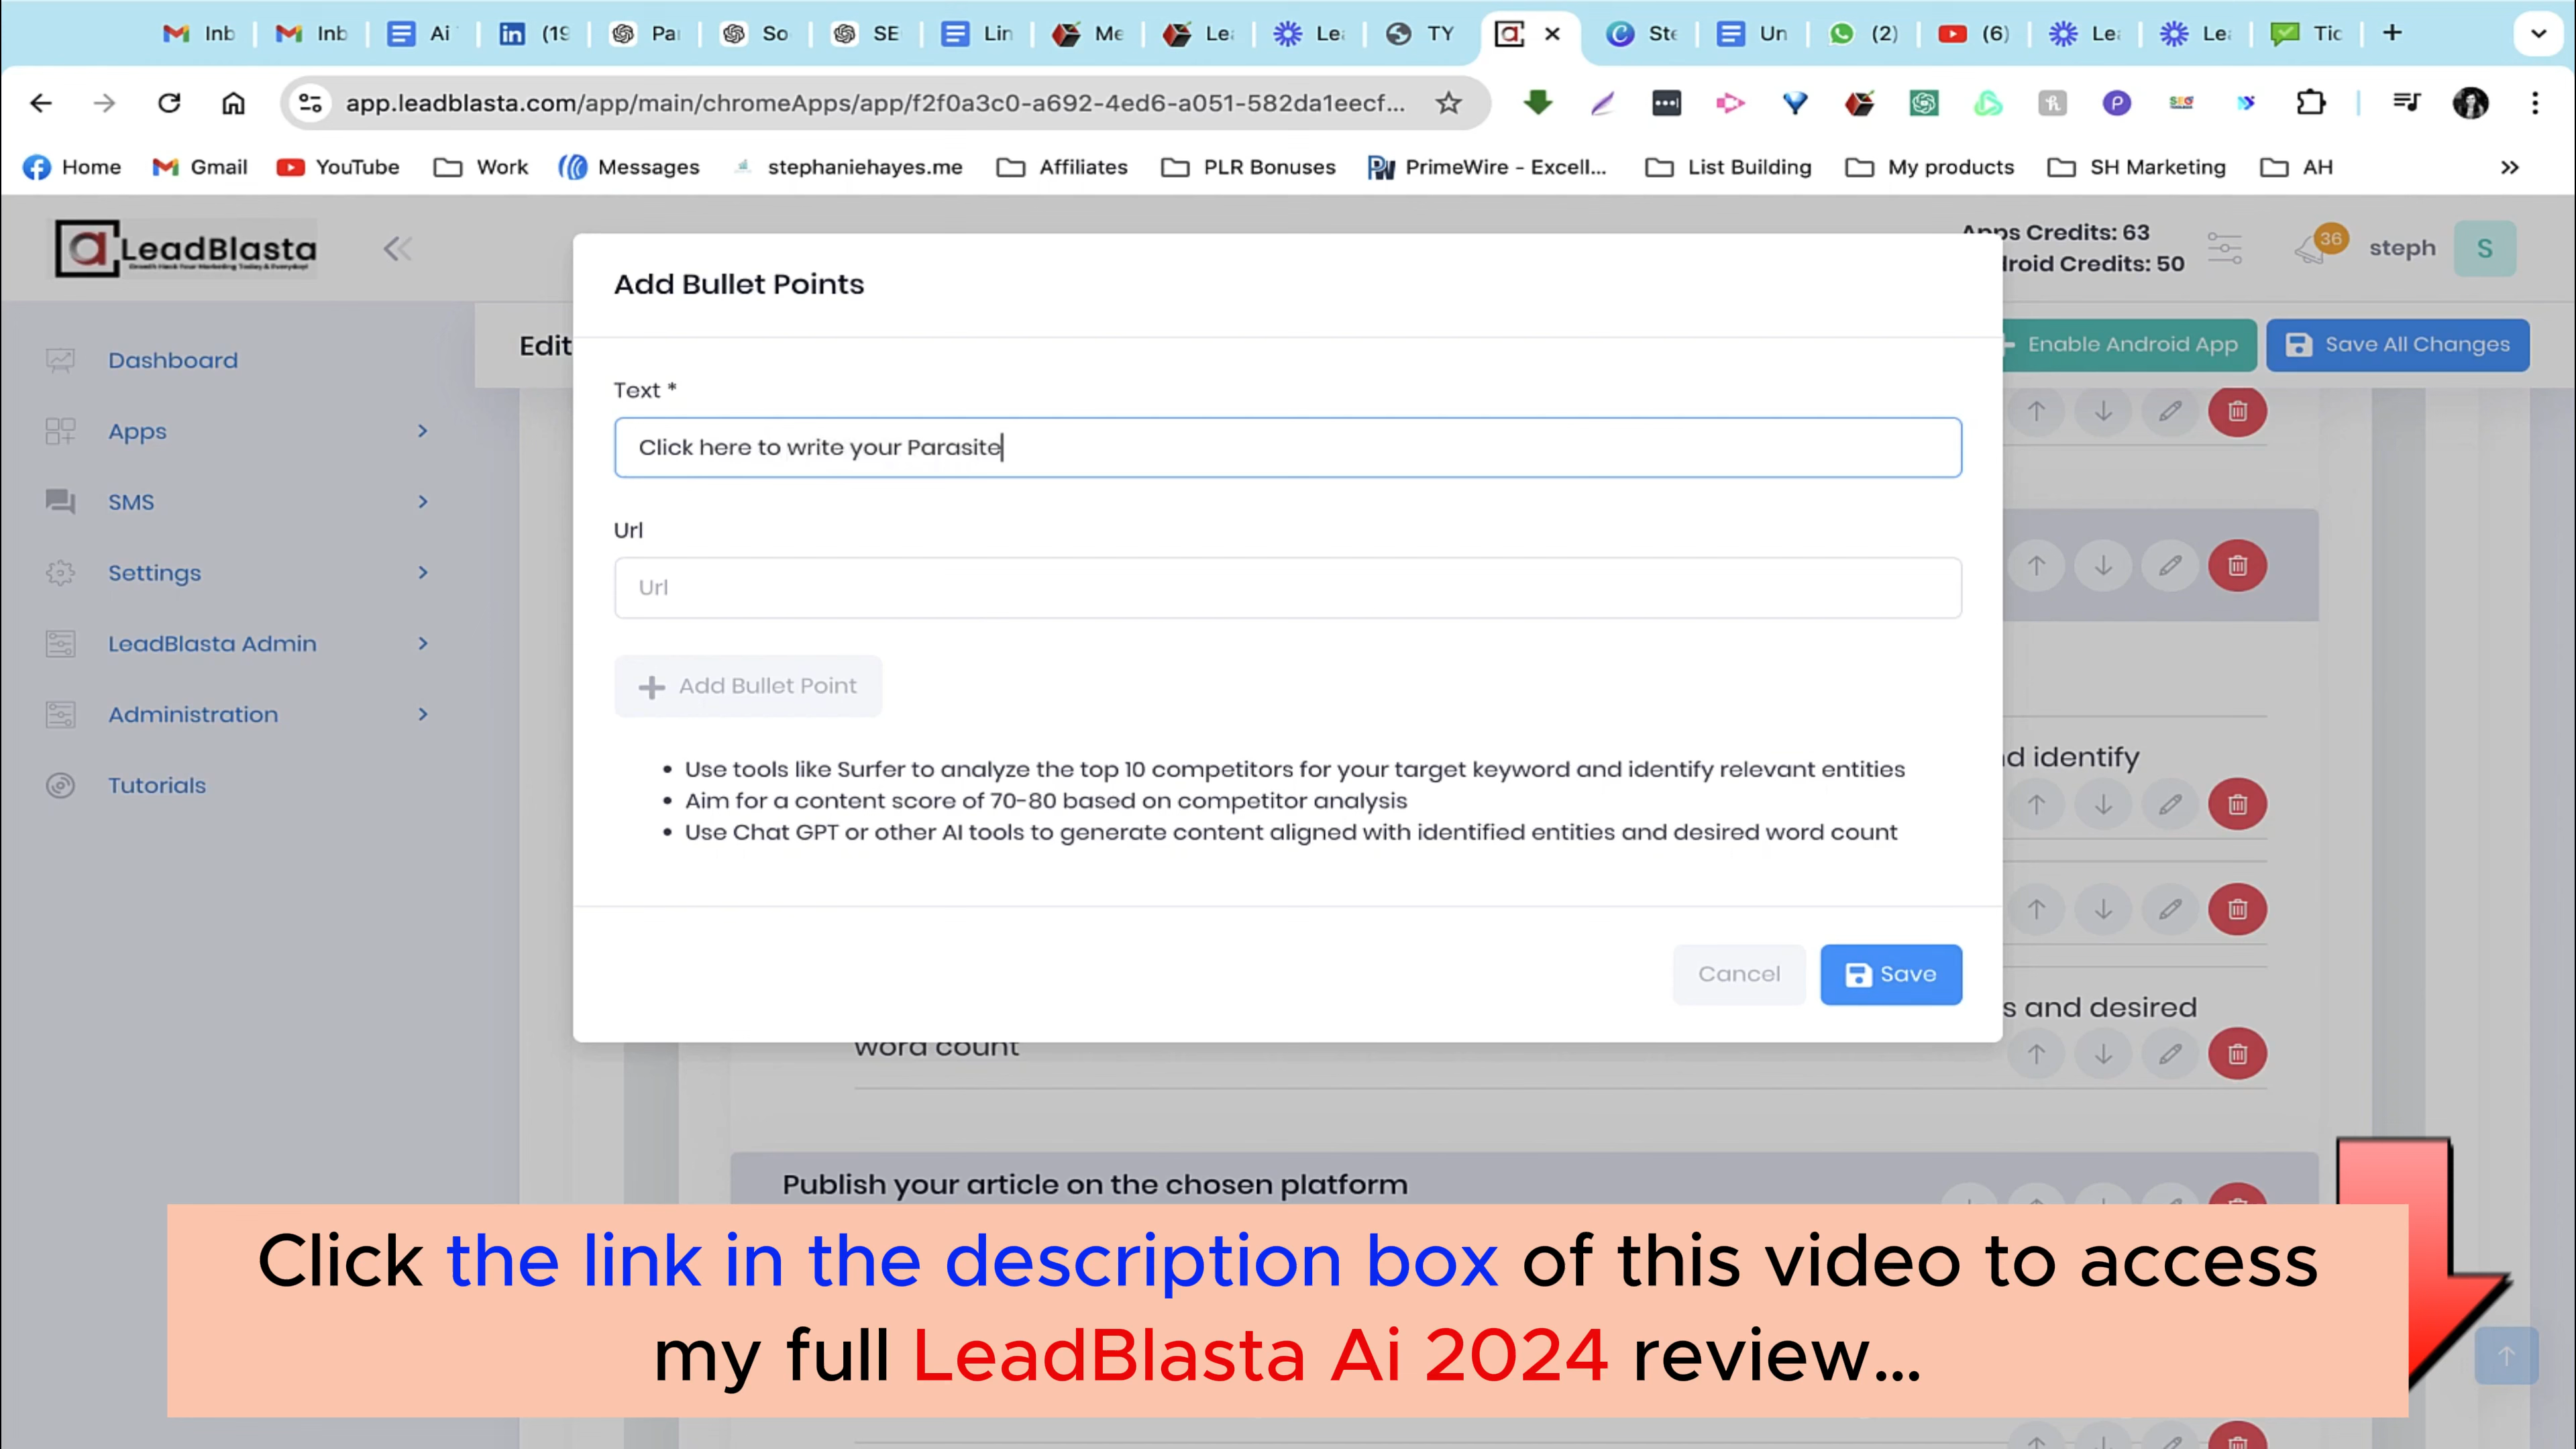 Inb
Inb
Ai
(19
Pa
So
SE
Lin
Me
Le
Le
TY
Ste
Un
(2)
(6)
Le
Le
Tic
app.leadblasta.com/app/main/chromeApps/app/f2f0a3c0-a692-4ed6-a051-582da1eecf...
Home
Gmail
YouTube
Work
Messages
stephaniehayes.me
Affiliates
PLR Bonuses
PrimeWire - Excell...
List Building
My products
SH Marketing
AH
LeadBlasta
Growth Hack Your Marketing Today & Everyday!
Apps Credits: 63
droid Credits: 50
36
steph
S
Dashboard
Apps
SMS
Settings
LeadBlasta Admin
Administration
Tutorials
Edit
Enable Android App
Save All Changes
Add Bullet Points
Text *
Click here to write your Parasite
Url
Url
Add Bullet Point
• Use tools like Surfer to analyze the top 10 competitors for your target keyword and identify relevant entities
• Aim for a content score of 70-80 based on competitor analysis
• Use Chat GPT or other AI tools to generate content aligned with identified entities and desired word count
Cancel
Save
d identify
s and desired
word count
Publish your article on the chosen platform
Click the link in the description box of this video to access
my full LeadBlasta Ai 2024 review...